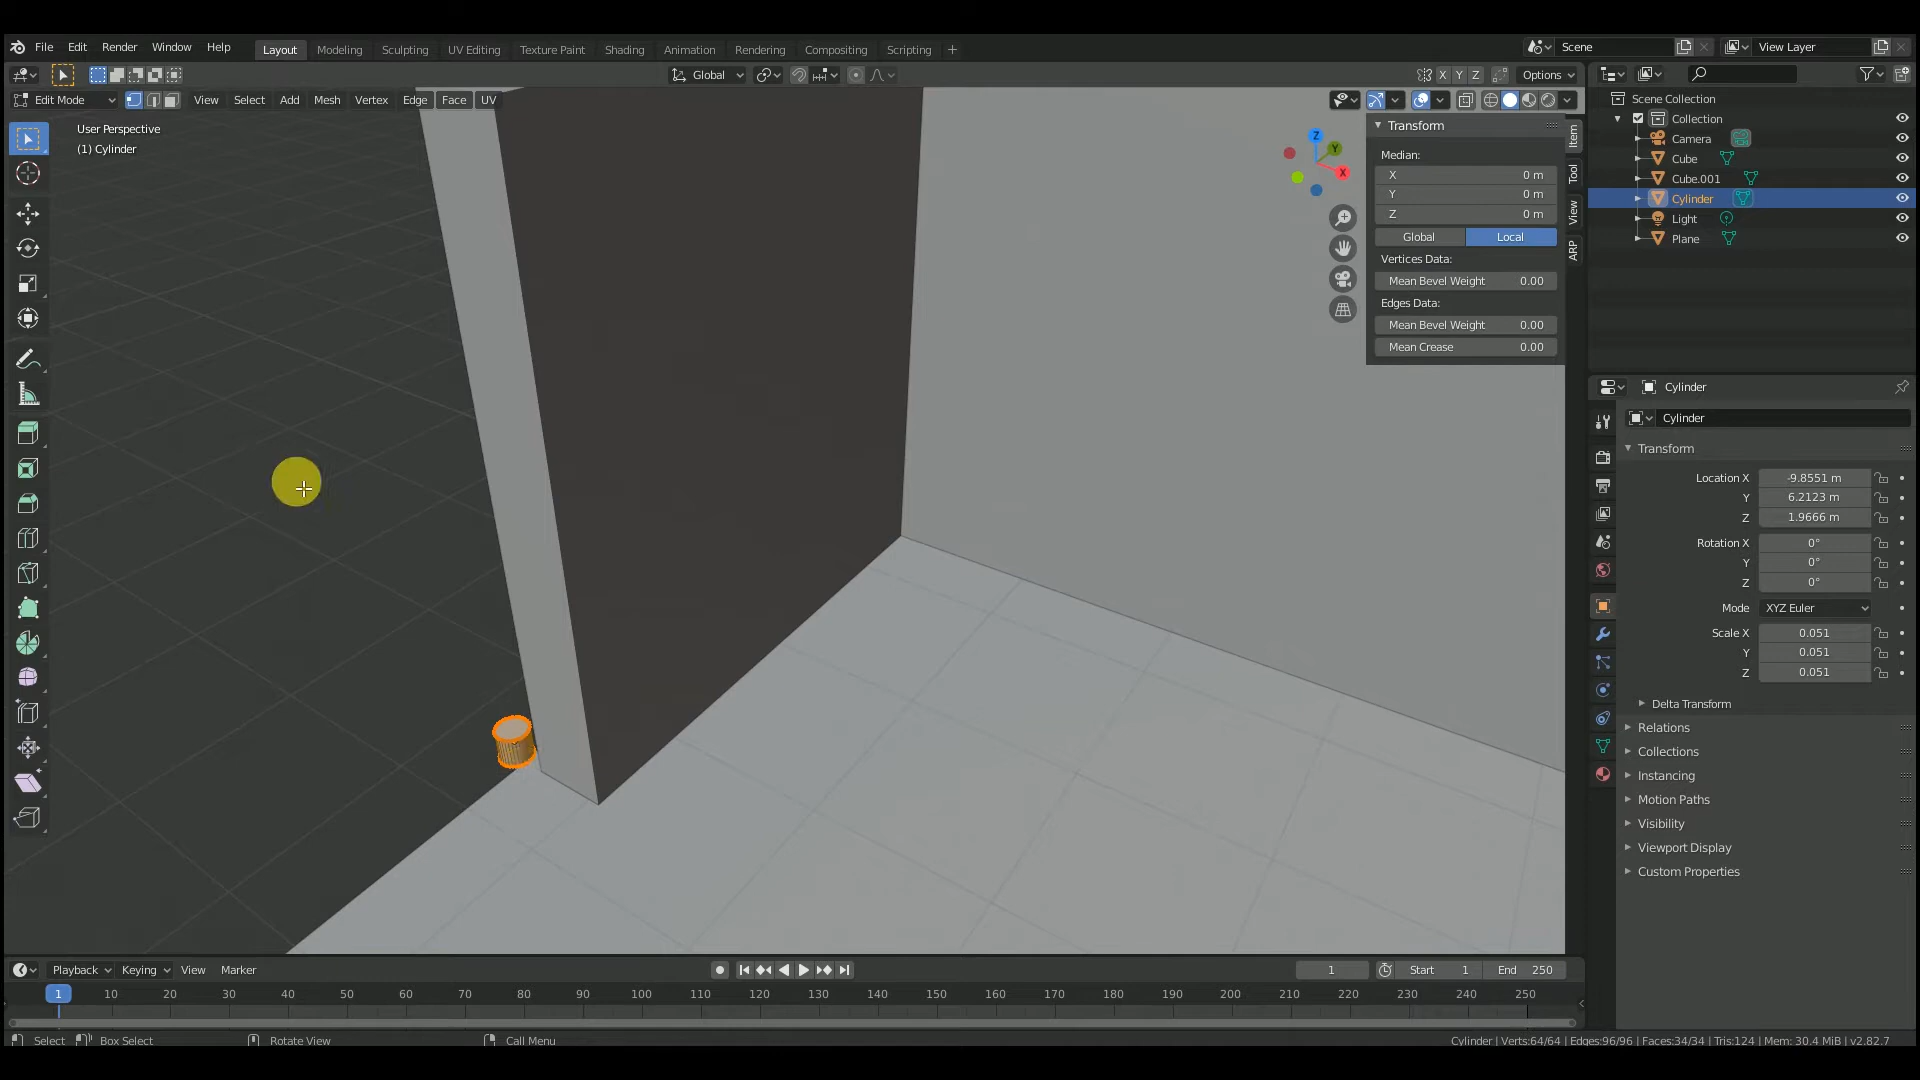 File Edit Render Window Help Layout Modeling Sculpting UV Editing Texture Paint Shading Animation Rendering Compositing Scripting + Scene View Layer
Global X Y Z Options
Edit Mode View Select Add Mesh Vertex Edge Face UV
User Perspective
(1) Cylinder
Z
Y
X
Transform
Median:
X 0 m
Y 0 m
Z 0 m
Global Local
Vertices Data:
Mean Bevel Weight 0.00
Edges Data:
Mean Bevel Weight 0.00
Mean Crease 0.00
Item
Tool
View
ARP
Scene Collection
Collection
Camera
Cube
Cube.001
Cylinder
Light
Plane
Cylinder
Cylinder
Transform
Location X -9.8551 m
Y 6.2123 m
Z 1.9666 m
Rotation X 0°
Y 0°
Z 0°
Mode XYZ Euler
Scale X 0.051
Y 0.051
Z 0.051
Delta Transform
Relations
Collections
Instancing
Motion Paths
Visibility
Viewport Display
Custom Properties
Playback Keying View Marker 1 Start 1 End 250
1 10 20 30 40 50 60 70 80 90 100 110 120 130 140 150 160 170 180 190 200 210 220 230 240 250
Select Box Select Rotate View Call Menu Cylinder | Verts:64/64 | Edges:96/96 | Faces:34/34 | Tris:124 | Mem: 30.4 MiB | v2.82.7